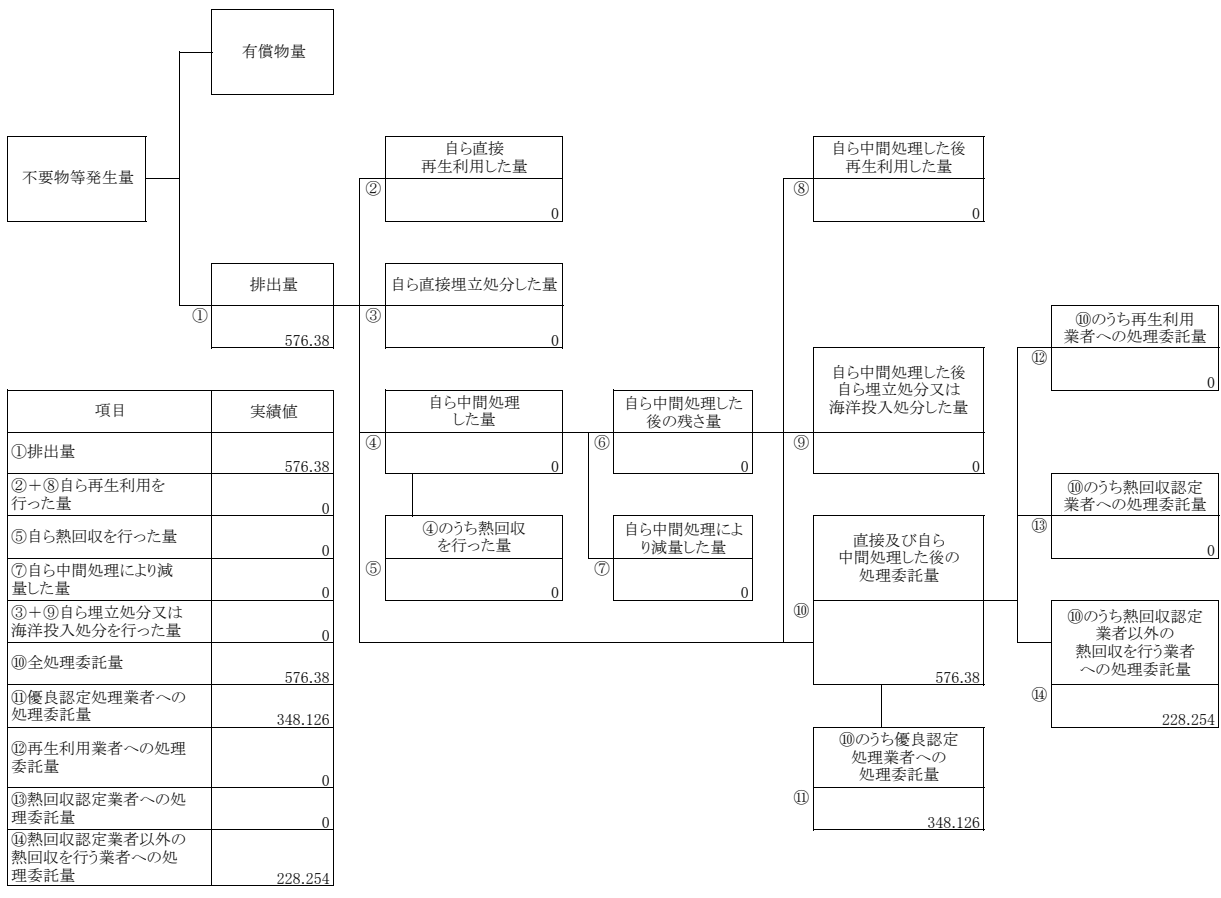 有償物量
不要物等発生量
自ら直接
再生利用した量
②
0
自ら中間処理した後
再生利用した量
⑧
0
排出量
①
576.38
自ら直接埋立処分した量
③
0
⑩のうち再生利用
業者への処理委託量
⑫
0
自ら中間処理
した量
④
0
自ら中間処理した
後の残さ量
⑥
0
自ら中間処理した後
自ら埋立処分又は
海洋投入処分した量
⑨
0
⑩のうち熱回収認定
業者への処理委託量
⑬
0
④のうち熱回収
を行った量
⑤
0
自ら中間処理によ
り減量した量
⑦
0
直接及び自ら
中間処理した後の
処理委託量
⑩
576.38
⑩のうち熱回収認定
業者以外の
熱回収を行う業者
への処理委託量
⑭
228.254
⑩のうち優良認定
処理業者への
処理委託量
⑪
348.126
項目 実績値
①排出量
576.38
②＋⑧自ら再生利用を
行った量
0
⑤自ら熱回収を行った量
0
⑦自ら中間処理により減
量した量
0
③＋⑨自ら埋立処分又は
海洋投入処分を行った量
0
⑩全処理委託量
576.38
⑪優良認定処理業者への
処理委託量
348.126
⑫再生利用業者への処理
委託量
0
⑬熱回収認定業者への処
理委託量
0
⑭熱回収認定業者以外の
熱回収を行う業者への処
理委託量
228.254